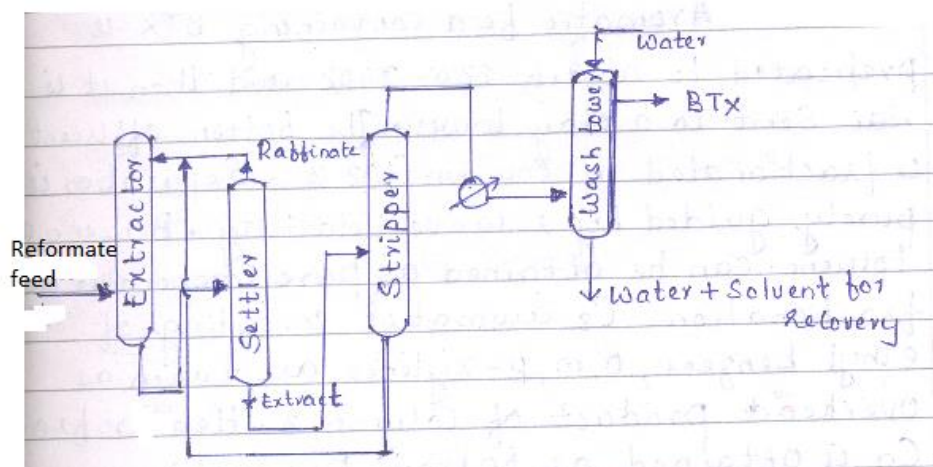 Water
BTX
Wash tower
Raffinate
Extractor
Stripper
Reformate
feed
Settler
Water + Solvent for
Recovery
Extract